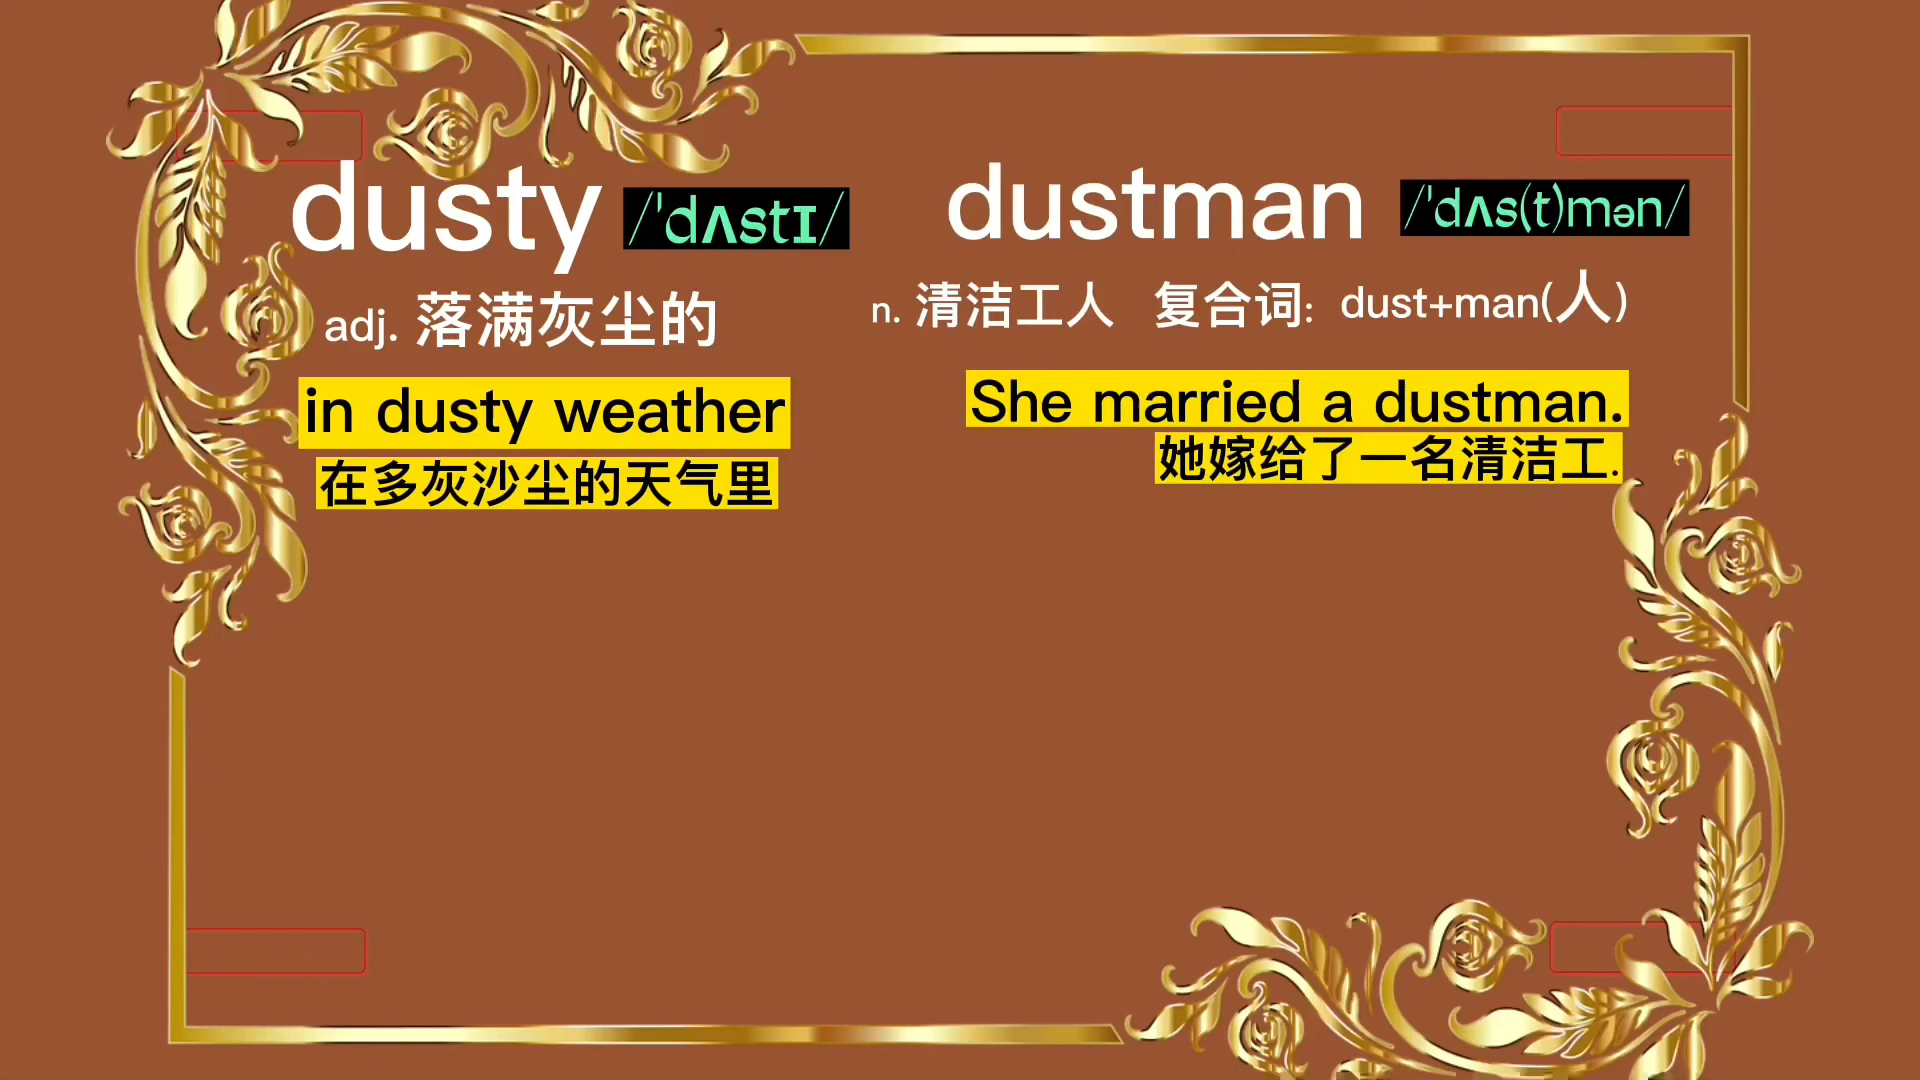 dusty /ˈdʌstɪ/
adj. 落满灰尘的
in dusty weather
在多灰沙尘的天气里
dustman /ˈdʌs(t)mən/
n. 清洁工人 复合词: dust+man(人)
She married a dustman.
她嫁给了一名清洁工.